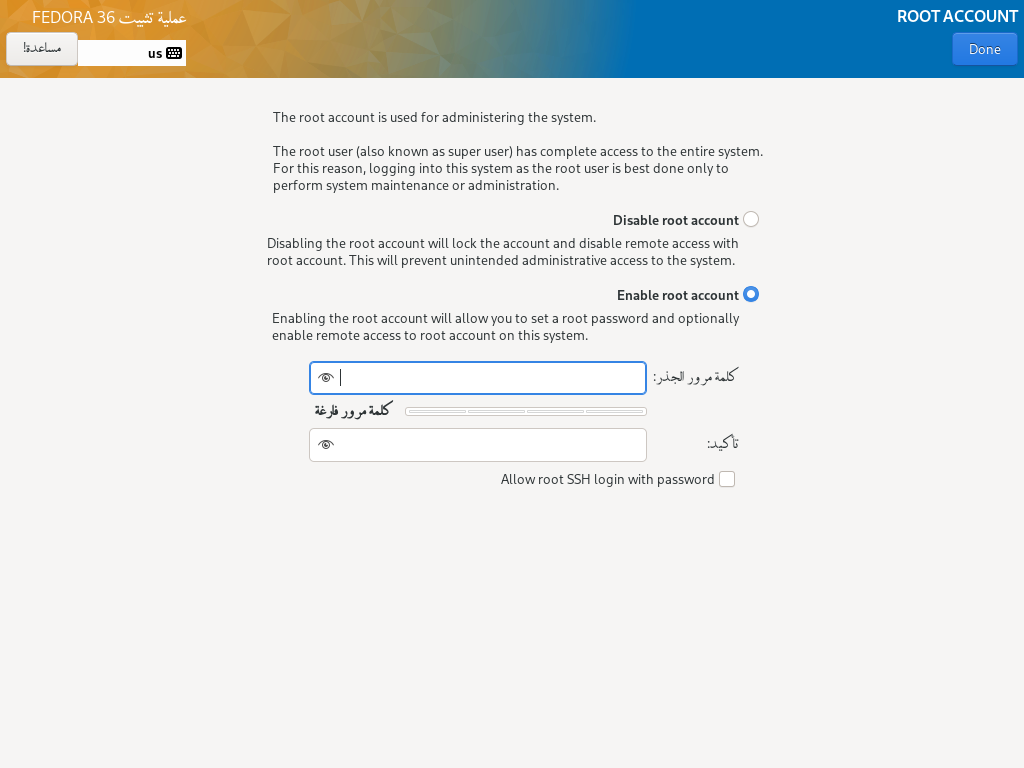 ROOT ACCOUNT
عملية تثبيت FEDORA 36
Done
us
مساعدة!
The root account is used for administering the system.
The root user (also known as super user) has complete access to the entire system.
For this reason, logging into this system as the root user is best done only to
perform system maintenance or administration.
Disable root account
Disabling the root account will lock the account and disable remote access with
root account. This will prevent unintended administrative access to the system.
Enable root account
Enabling the root account will allow you to set a root password and optionally
enable remote access to root account on this system.
كلمة مرور الجذر:
كلمة مرور فارغة
تأكيد:
Allow root SSH login with password